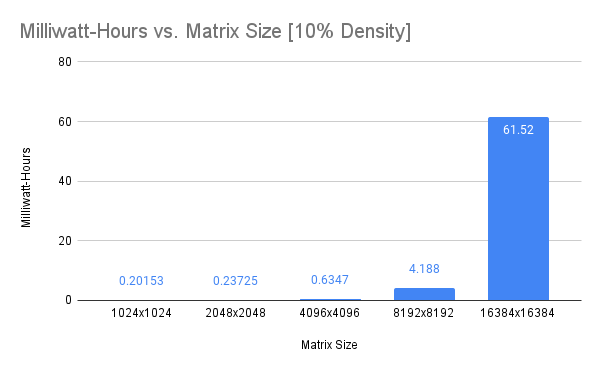 Milliwatt-Hours vs. Matrix Size [10% Density]
80
60
40
20
0
Milliwatt-Hours
0.20153
0.23725
0.6347
4.188
61.52
1024x1024
2048x2048
4096x4096
8192x8192
16384x16384
Matrix Size